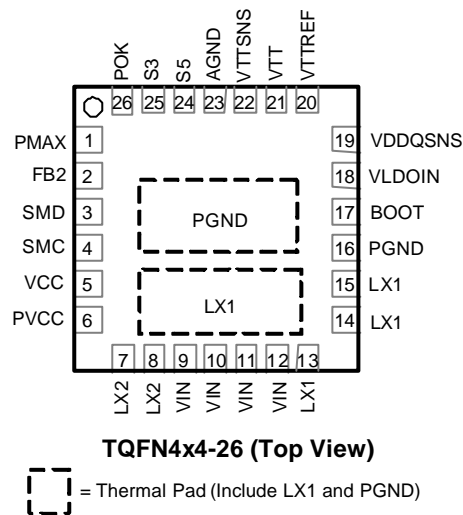 POK
S3
S5
AGND
VTTSNS
VTT
VTTREF
26 25 24 23 22 21 20
PMAX 1
FB2 2
SMD 3
SMC 4
VCC 5
PVCC 6
19 VDDQSNS
18 VLDOIN
17 BOOT
16 PGND
15 LX1
14 LX1
PGND
LX1
7 8 9 10 11 12 13
LX2
LX2
VIN
VIN
VIN
VIN
LX1
TQFN4x4-26 (Top View)
= Thermal Pad (Include LX1 and PGND)